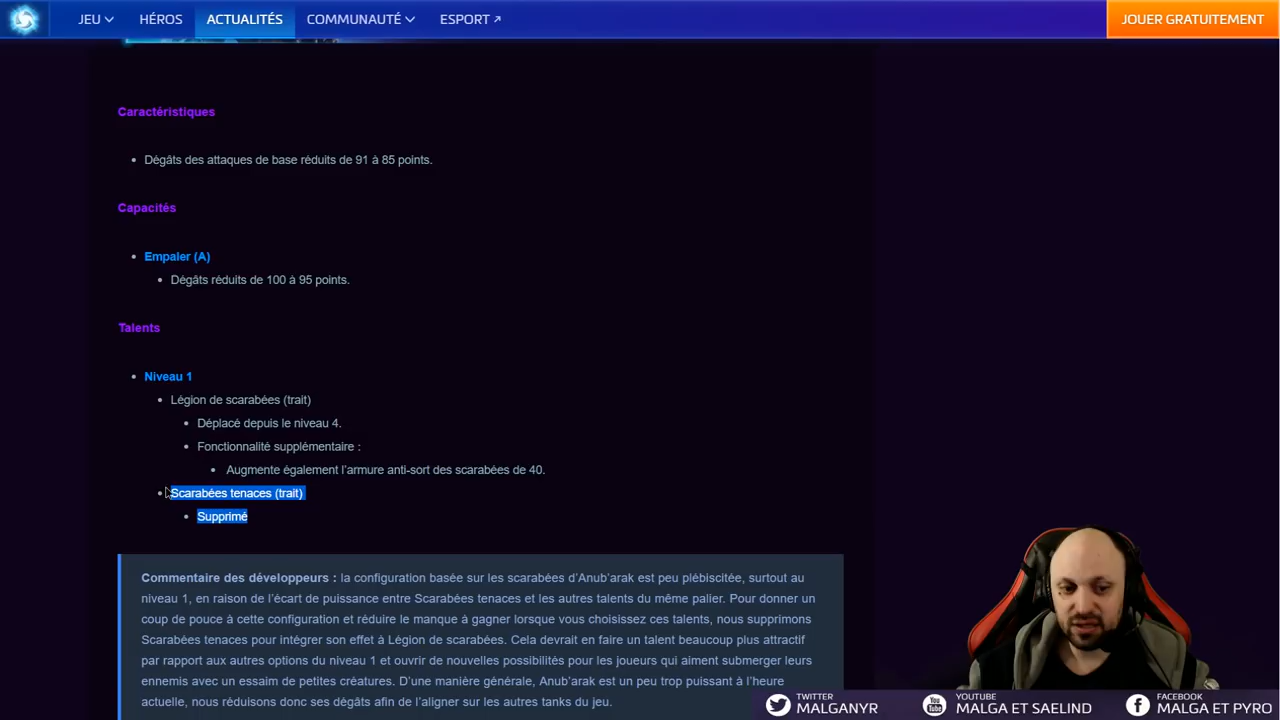 JEU HÉROS ACTUALITÉS COMMUNAUTÉ ESPORT ↗ JOUER GRATUITEMENT
Caractéristiques
• Dégâts des attaques de base réduits de 91 à 85 points.
Capacités
• Empaler (A)
• Dégâts réduits de 100 à 95 points.
Talents
• Niveau 1
• Légion de scarabées (trait)
• Déplacé depuis le niveau 4.
• Fonctionnalité supplémentaire :
• Augmente également l’armure anti-sort des scarabées de 40.
• Scarabées tenaces (trait)
• Supprimé
Commentaire des développeurs : la configuration basée sur les scarabées d’Anub’arak est peu plébiscitée, surtout au
niveau 1, en raison de l’écart de puissance entre Scarabées tenaces et les autres talents du même palier. Pour donner un
coup de pouce à cette configuration et réduire le manque à gagner lorsque vous choisissez ces talents, nous supprimons
Scarabées tenaces pour intégrer son effet à Légion de scarabées. Cela devrait en faire un talent beaucoup plus attractif
par rapport aux autres options du niveau 1 et ouvrir de nouvelles possibilités pour les joueurs qui aiment submerger leurs
ennemis avec un essaim de petites créatures. D’une manière générale, Anub’arak est un peu trop puissant à l’heure
actuelle, nous réduisons donc ses dégâts afin de l’aligner sur les autres tanks du jeu.
TWITTER
MALGANYR
YOUTUBE
MALGA ET SAELIND
FACEBOOK
MALGA ET PYRO